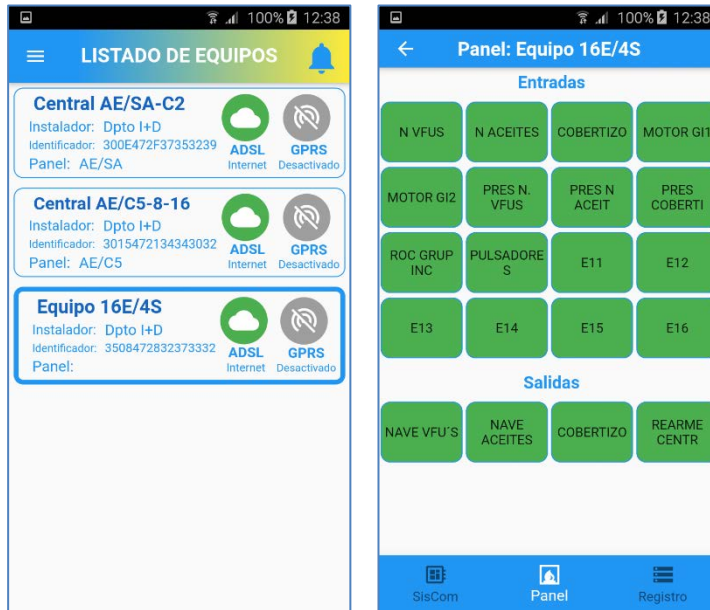 100% 12:38
LISTADO DE EQUIPOS
Central AE/SA-C2
Instalador: Dpto I+D
Identificador: 300E472F37353239
Panel: AE/SA
ADSL
Internet
GPRS
Desactivado
Central AE/C5-8-16
Instalador: Dpto I+D
Identificador: 3015472134343032
Panel: AE/C5
ADSL
Internet
GPRS
Desactivado
Equipo 16E/4S
Instalador: Dpto I+D
Identificador: 3508472832373332
Panel:
ADSL
Internet
GPRS
Desactivado
100% 12:38
Panel: Equipo 16E/4S
Entradas
N VFUS
N ACEITES
COBERTIZO
MOTOR GI1
MOTOR GI2
PRES N.
VFUS
PRES N
ACEIT
PRES
COBERTI
ROC GRUP
INC
PULSADORE
S
E11
E12
E13
E14
E15
E16
Salidas
NAVE VFU´S
NAVE
ACEITES
COBERTIZO
REARME
CENTR
SisCom
Panel
Registro